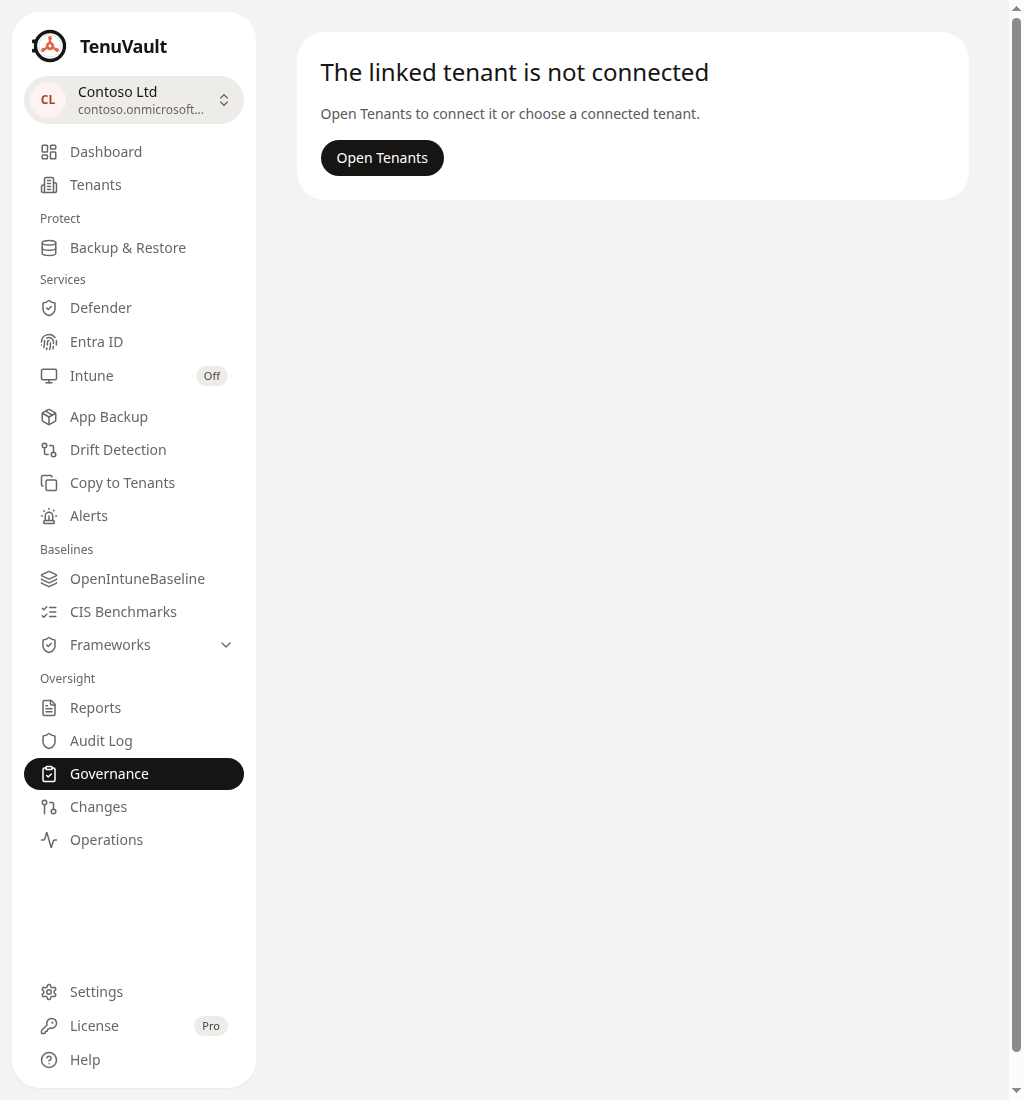 TenuVault
CL
Contoso Ltd
contoso.onmicrosoft...
Dashboard
Tenants
Protect
Backup & Restore
Services
Defender
Entra ID
Intune
Off
App Backup
Drift Detection
Copy to Tenants
Alerts
Baselines
OpenIntuneBaseline
CIS Benchmarks
Frameworks
Oversight
Reports
Audit Log
Governance
Changes
Operations
Settings
License
Pro
Help
The linked tenant is not connected
Open Tenants to connect it or choose a connected tenant.
Open Tenants